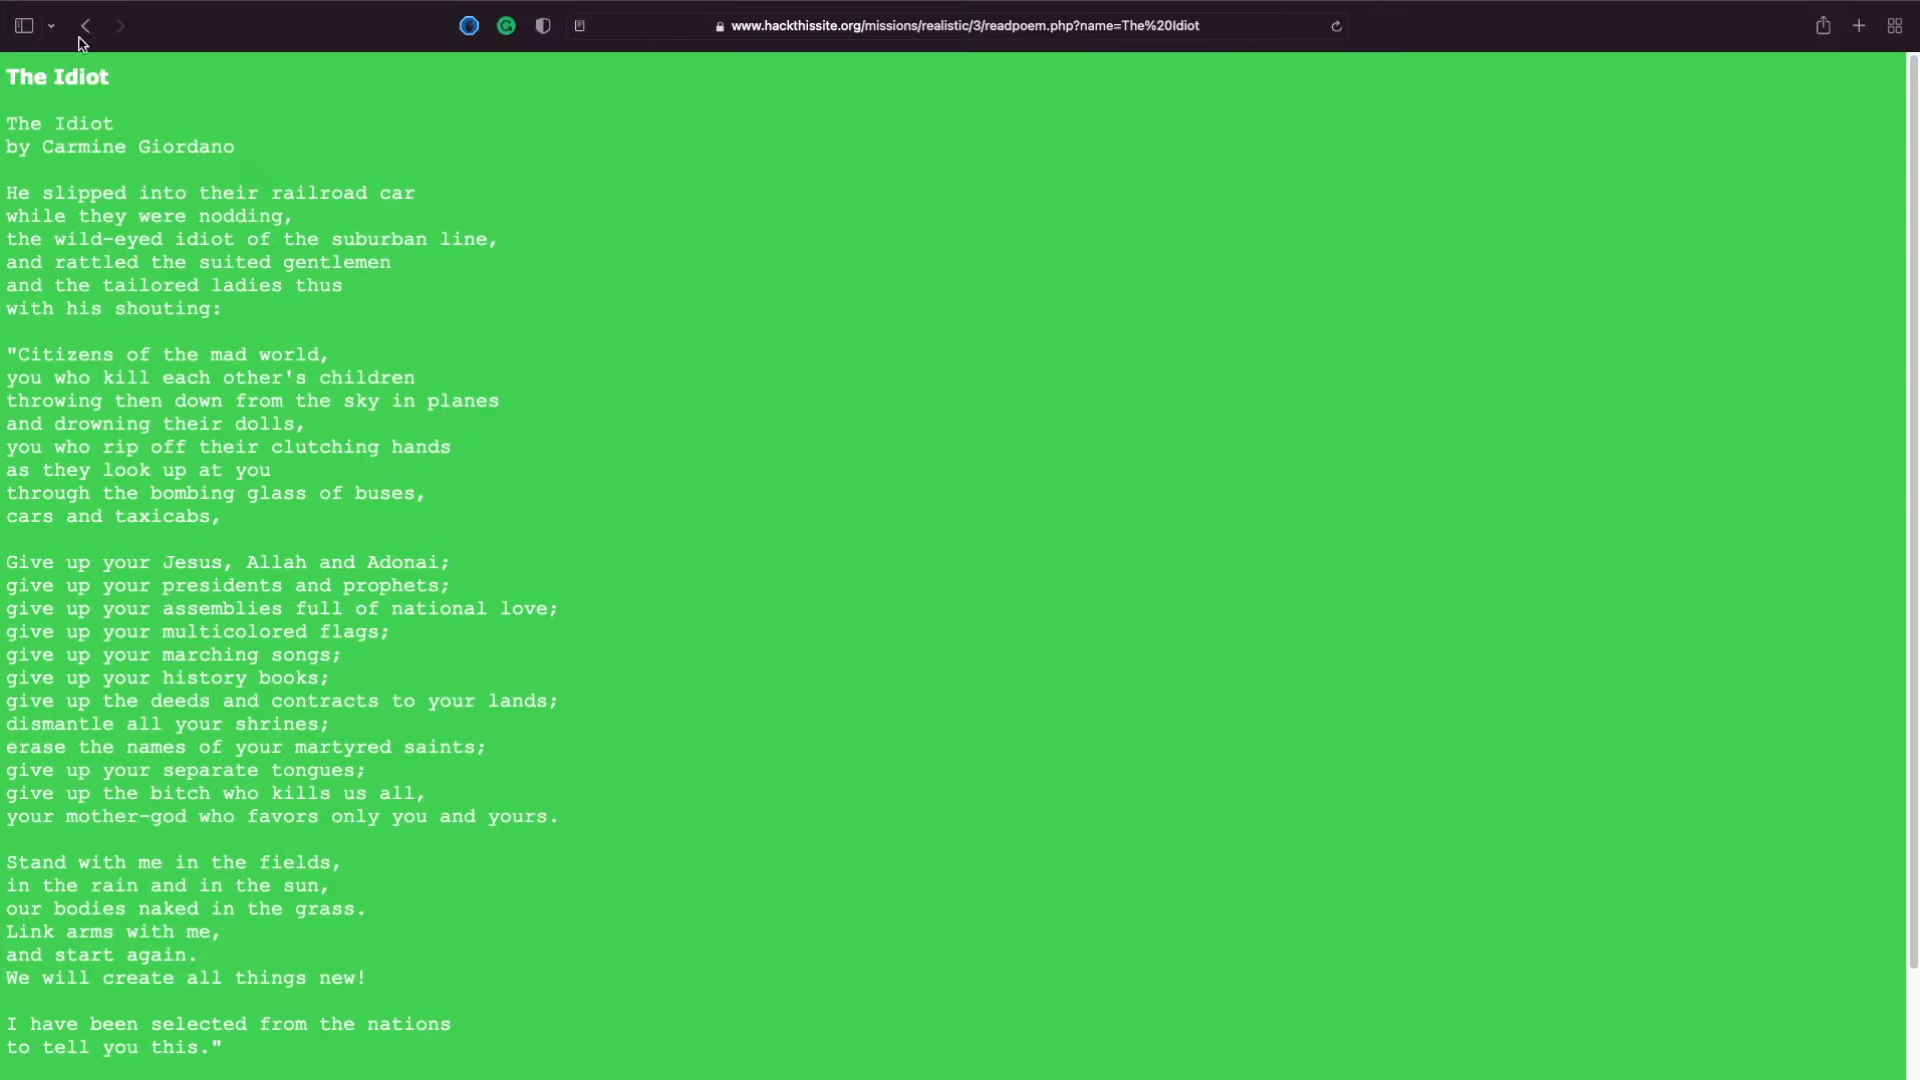 www.hackthissite.org/missions/realistic/3/readpoem.php?name=The%20Idiot
The Idiot
The Idiot
by Carmine Giordano
He slipped into their railroad car
while they were nodding,
the wild-eyed idiot of the suburban line,
and rattled the suited gentlemen
and the tailored ladies thus
with his shouting:
"Citizens of the mad world,
you who kill each other's children
throwing then down from the sky in planes
and drowning their dolls,
you who rip off their clutching hands
as they look up at you
through the bombing glass of buses,
cars and taxicabs,
Give up your Jesus, Allah and Adonai;
give up your presidents and prophets;
give up your assemblies full of national love;
give up your multicolored flags;
give up your marching songs;
give up your history books;
give up the deeds and contracts to your lands;
dismantle all your shrines;
erase the names of your martyred saints;
give up your separate tongues;
give up the bitch who kills us all,
your mother-god who favors only you and yours.
Stand with me in the fields,
in the rain and in the sun,
our bodies naked in the grass.
Link arms with me,
and start again.
We will create all things new!
I have been selected from the nations
to tell you this."